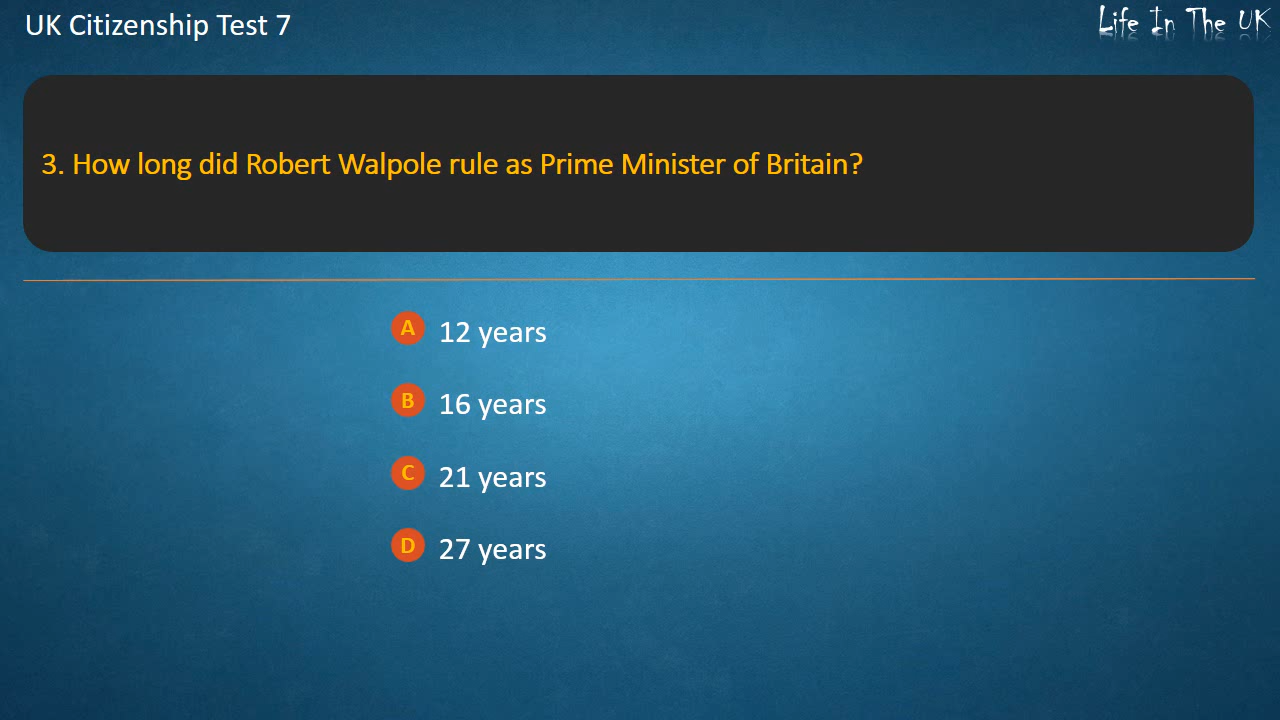 UK Citizenship Test 7
Life In The UK
3. How long did Robert Walpole rule as Prime Minister of Britain?
A 12 years
B 16 years
C 21 years
D 27 years